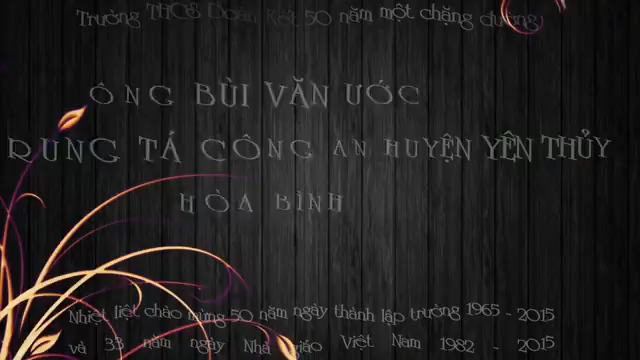 Trường THCS Đoàn Kết 50 năm một chặng đường
ÔNG BÙI VĂN ƯỚC
RUNG TÁ CÔNG AN HUYỆN YÊN THỦY
HÒA BÌNH
Nhiệt liệt chào mừng 50 năm ngày thành lập trường 1965 - 2015
và 33 năm ngày Nhà giáo Việt Nam 1982 - 2015